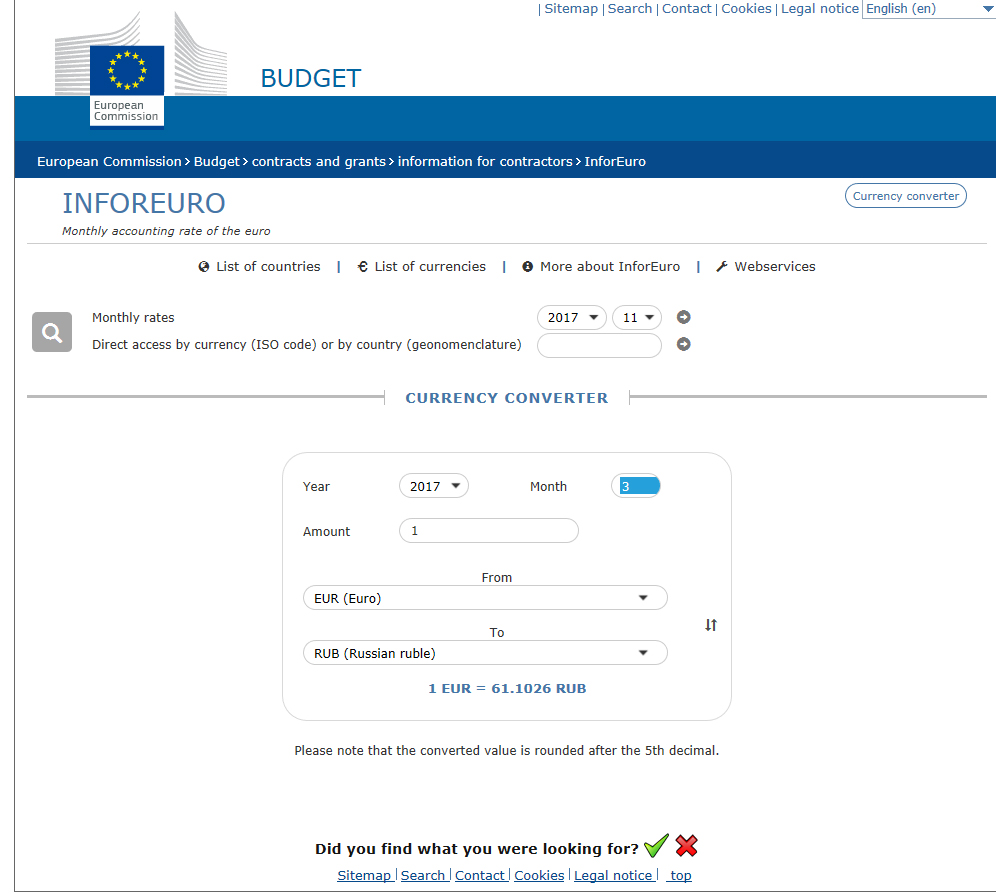 | Sitemap | Search | Contact | Cookies | Legal notice English (en)
BUDGET
European
Commission
European Commission > Budget > contracts and grants > information for contractors > InforEuro
INFOREURO
Currency converter
Monthly accounting rate of the euro
List of countries | € List of currencies | More about InforEuro | Webservices
Monthly rates 2017 11
Direct access by currency (ISO code) or by country (geonomenclature)
CURRENCY CONVERTER
Year 2017 Month 3
Amount 1
From
EUR (Euro)
To
RUB (Russian ruble)
1 EUR = 61.1026 RUB
Please note that the converted value is rounded after the 5th decimal.
Did you find what you were looking for?
Sitemap | Search | Contact | Cookies | Legal notice | top